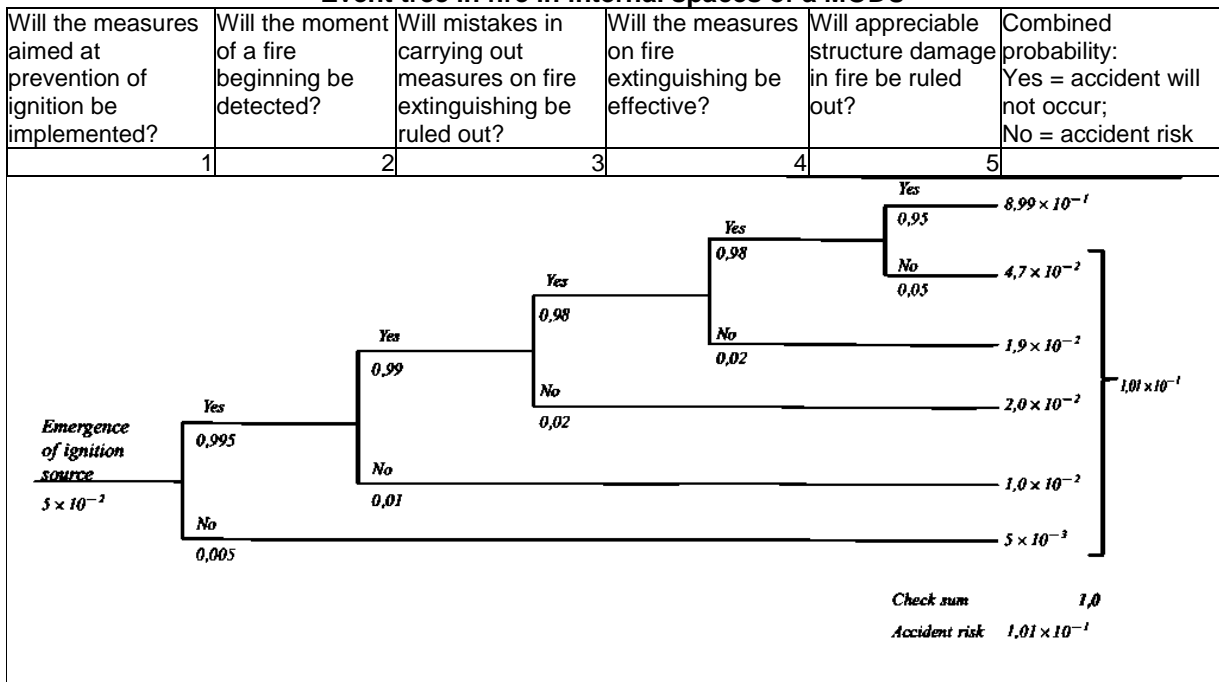 Event tree in fire in internal spaces of a MODU
Will the measures
aimed at
prevention of
ignition be
implemented?
Will the moment
of a fire
beginning be
detected?
Will mistakes in
carrying out
measures on fire
extinguishing be
ruled out?
Will the measures
on fire
extinguishing be
effective?
Will appreciable
structure damage
in fire be ruled
out?
Combined
probability:
Yes = accident will
not occur;
No = accident risk
1
2
3
4
5
Yes
0,95
8,99 × 10⁻¹
Yes
0,98
No
0,05
4,7 × 10⁻²
Yes
0,98
No
0,02
1,9 × 10⁻²
Yes
0,99
1,01 × 10⁻¹
No
0,02
2,0 × 10⁻²
Yes
0,995
Emergence
of ignition
source
5 × 10⁻²
No
0,01
1,0 × 10⁻²
No
0,005
5 × 10⁻³
Check sum 1,0
Accident risk 1,01 × 10⁻¹